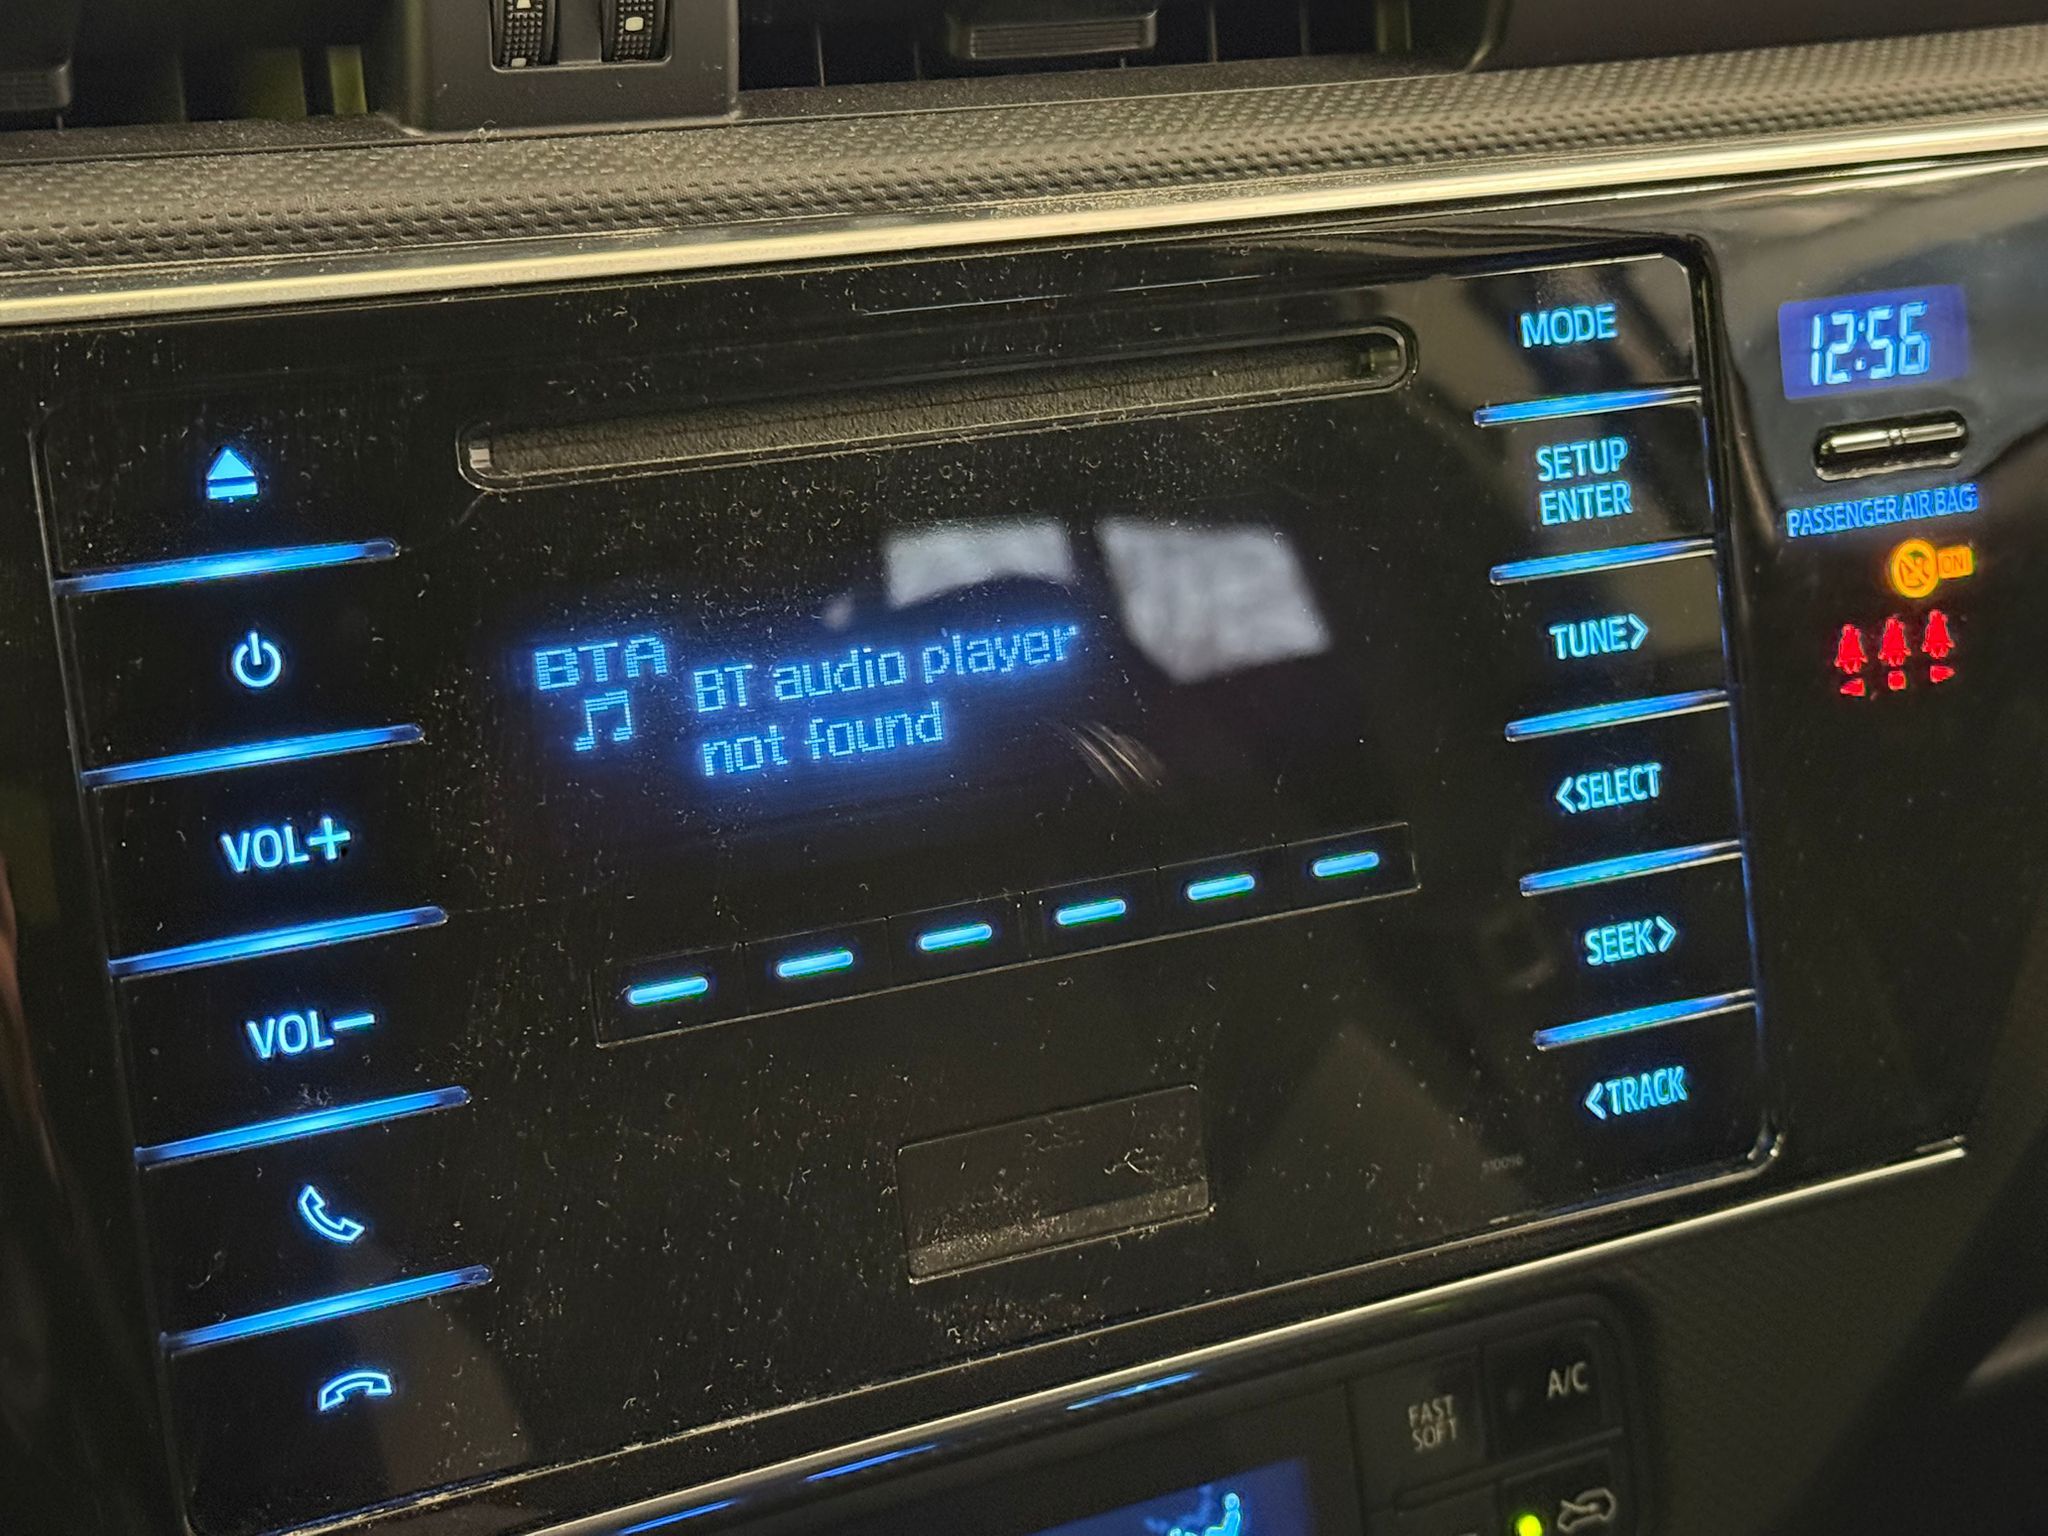 MODE
12:56
SETUP
ENTER
PASSENGER AIR BAG
ON
BTA
BT audio player
not found
TUNE>
<SELECT
VOL+
SEEK>
VOL-
<TRACK
510096
A/C
FAST
SOFT